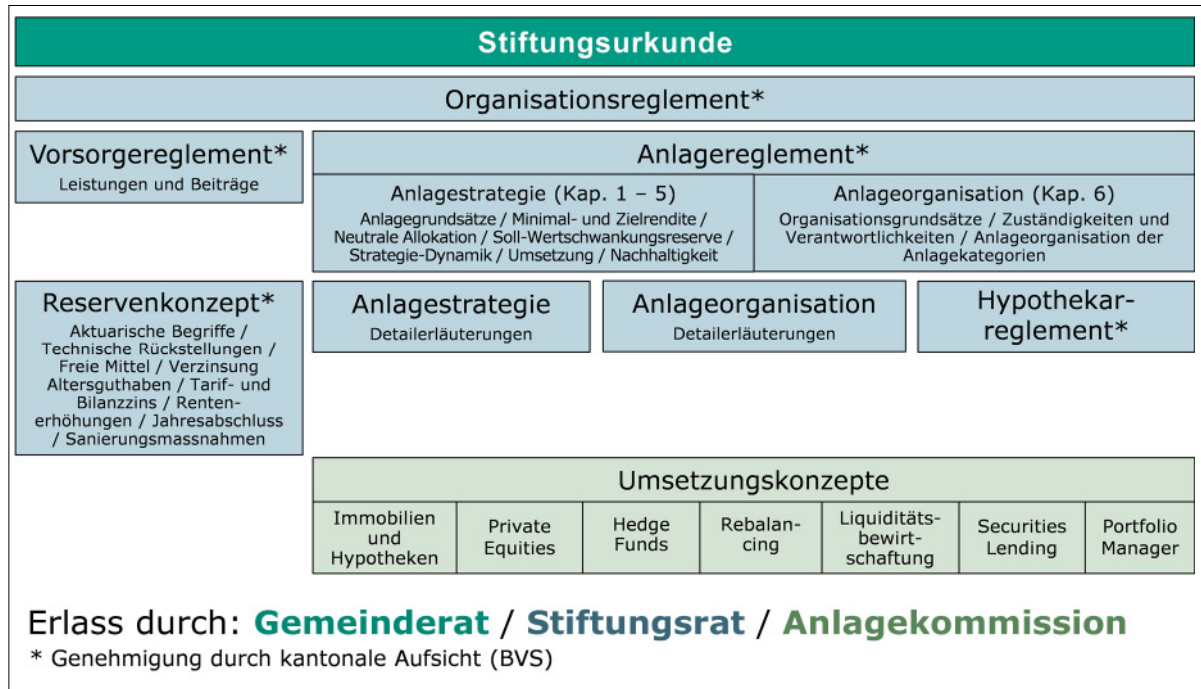 Stiftungsurkunde
Organisationsreglement*
Vorsorgereglement*
Leistungen und Beiträge
Anlagereglement*
Anlagestrategie (Kap. 1 – 5)
Anlagegrundsätze / Minimal- und Zielrendite /
Neutrale Allokation / Soll-Wertschwankungsreserve /
Strategie-Dynamik / Umsetzung / Nachhaltigkeit
Anlageorganisation (Kap. 6)
Organisationsgrundsätze / Zuständigkeiten und
Verantwortlichkeiten / Anlageorganisation der
Anlagekategorien
Reservenkonzept*
Aktuarische Begriffe /
Technische Rückstellungen /
Freie Mittel / Verzinsung
Altersguthaben / Tarif- und
Bilanzzins / Renten-
erhöhungen / Jahresabschluss
/ Sanierungsmassnahmen
Anlagestrategie
Detailerläuterungen
Anlageorganisation
Detailerläuterungen
Hypothekar-
reglement*
Umsetzungskonzepte
Immobilien
und
Hypotheken
Private
Equities
Hedge
Funds
Rebalan-
cing
Liquiditäts-
bewirt-
schaftung
Securities
Lending
Portfolio
Manager
Erlass durch: Gemeinderat / Stiftungsrat / Anlagekommission
* Genehmigung durch kantonale Aufsicht (BVS)